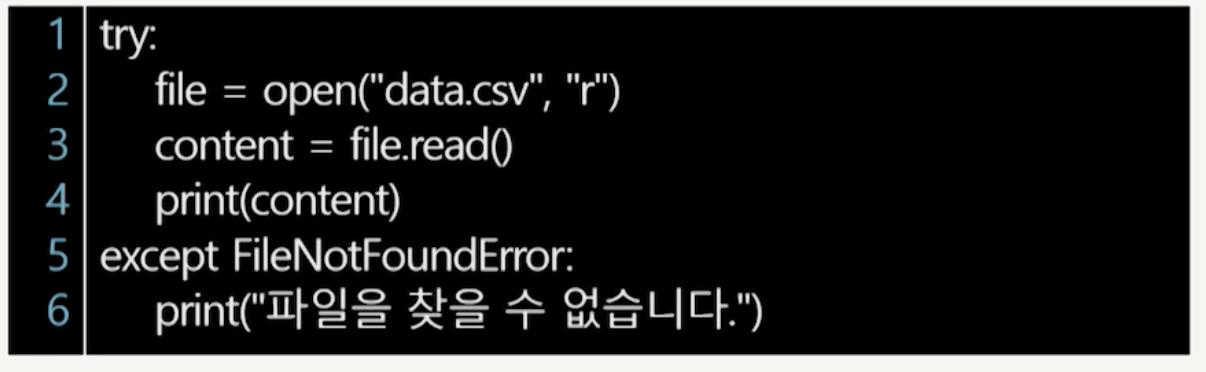 1 try:
2     file = open("data.csv", "r")
3     content = file.read()
4     print(content)
5 except FileNotFoundError:
6     print("파일을 찾을 수 없습니다.")